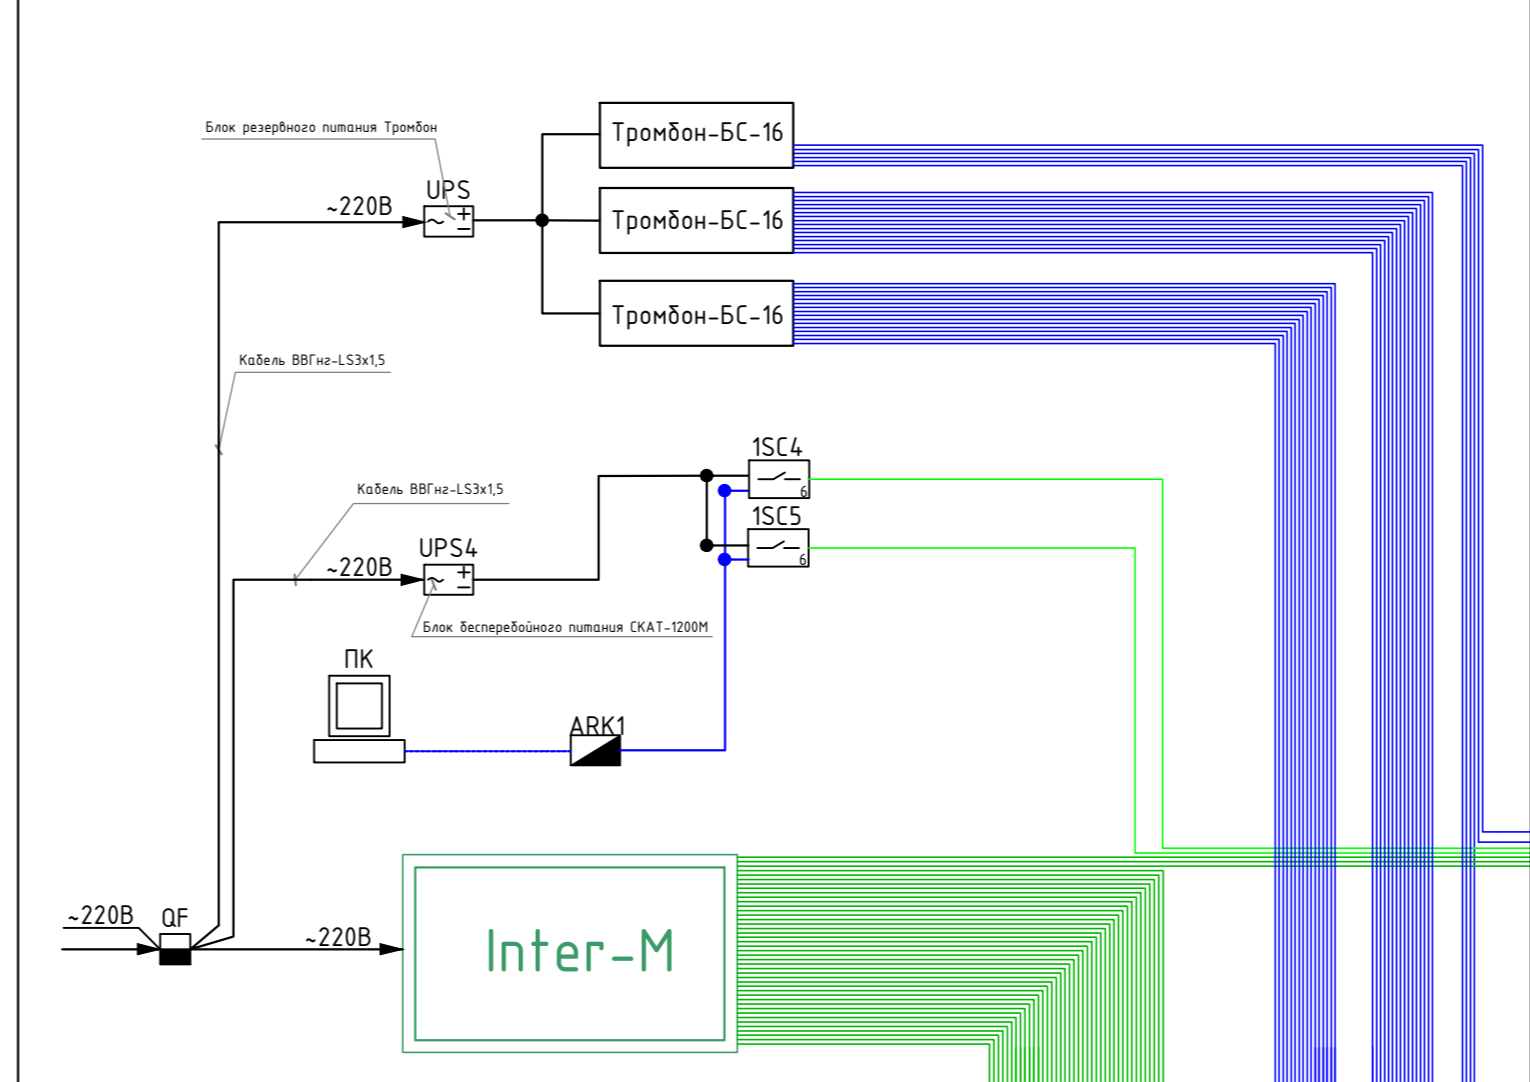 Блок резервного питания Тромбон
UPS
~220В
Тромбон-БС-16
Тромбон-БС-16
Тромбон-БС-16
Кабель ВВГнг-LS3х1,5
Кабель ВВГнг-LS3х1,5
1SC4
6
1SC5
6
UPS4
~220В
Блок бесперебойного питания СКАТ-1200М
ПК
ARK1
~220В
QF
~220В
Inter-M